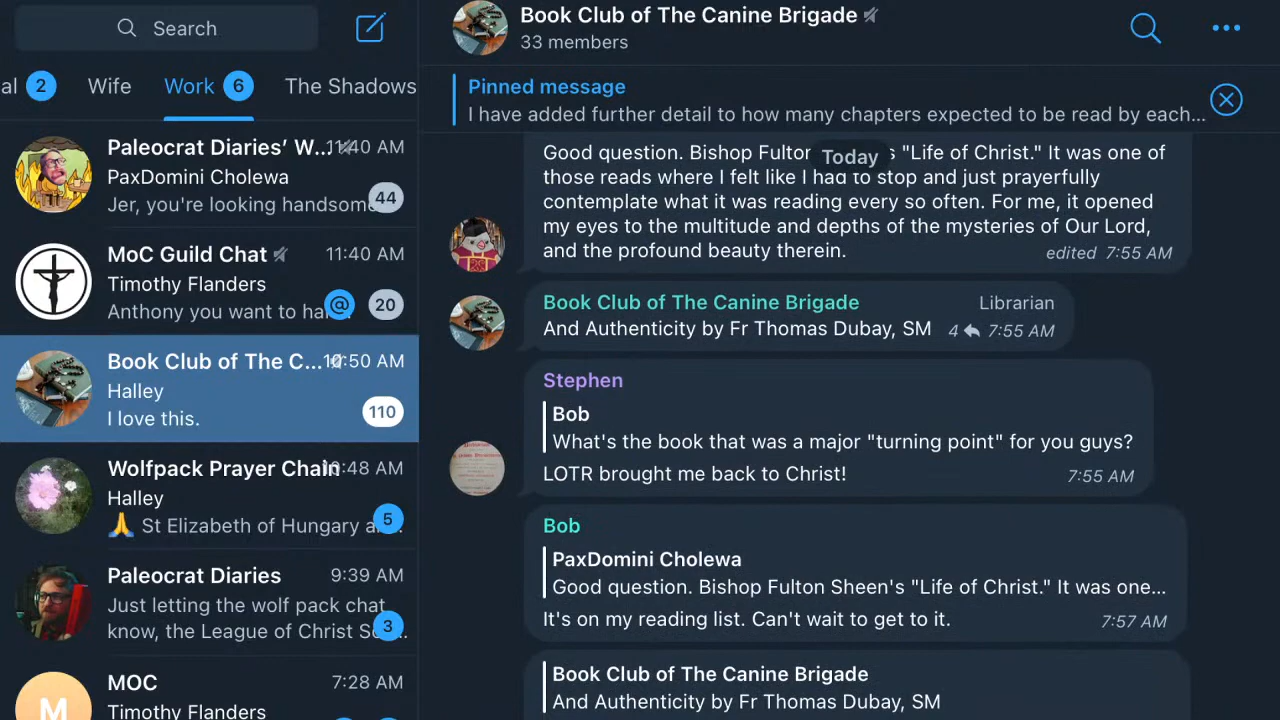 Search
al 2 Wife Work 6 The Shadows
Paleocrat Diaries’ W... 11:40 AM
PaxDomini Cholewa
Jer, you're looking handsome 44
MoC Guild Chat 11:40 AM
Timothy Flanders
Anthony you want to ha... @ 20
Book Club of The C... 10:50 AM
Halley
I love this. 110
Wolfpack Prayer Chain 10:48 AM
Halley
🙏 St Elizabeth of Hungary a... 5
Paleocrat Diaries 9:39 AM
Just letting the wolf pack chat
know, the League of Christ So... 3
MOC 7:28 AM
M
Timothy Flanders
Book Club of The Canine Brigade
33 members
Pinned message
I have added further detail to how many chapters expected to be read by each...
Today
Good question. Bishop Fulton s "Life of Christ." It was one of
those reads where I felt like I had to stop and just prayerfully
contemplate what it was reading every so often. For me, it opened
my eyes to the multitude and depths of the mysteries of Our Lord,
and the profound beauty therein. edited 7:55 AM
Book Club of The Canine Brigade Librarian
And Authenticity by Fr Thomas Dubay, SM 4 7:55 AM
Stephen
Bob
What's the book that was a major "turning point" for you guys?
LOTR brought me back to Christ! 7:55 AM
Bob
PaxDomini Cholewa
Good question. Bishop Fulton Sheen's "Life of Christ." It was one...
It's on my reading list. Can't wait to get to it. 7:57 AM
Book Club of The Canine Brigade
And Authenticity by Fr Thomas Dubay, SM